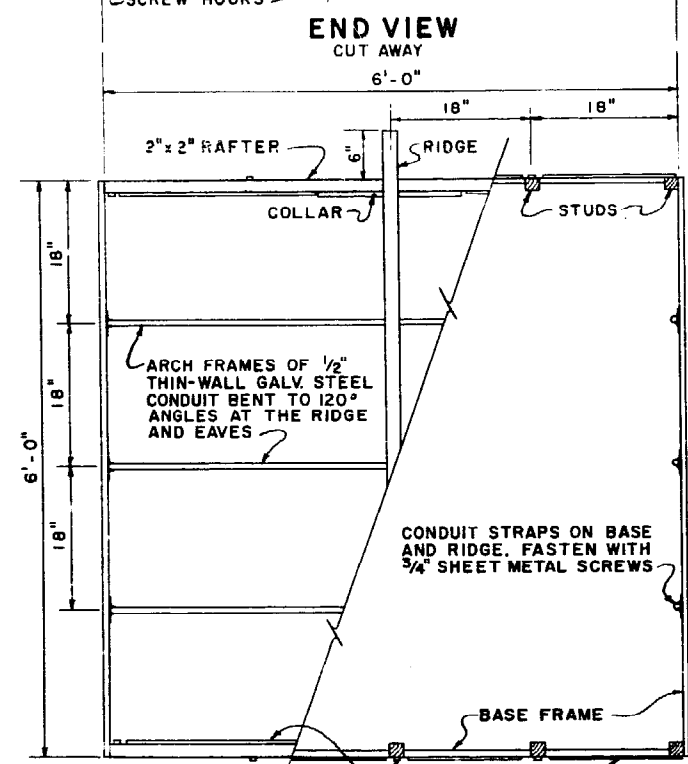 SCREW HOOKS
END VIEW
CUT AWAY
6'-0"
18" 18"
2"x 2" RAFTER
6"
RIDGE
COLLAR
STUDS
18"
ARCH FRAMES OF 1/2"
THIN-WALL GALV. STEEL
CONDUIT BENT TO 120°
ANGLES AT THE RIDGE
AND EAVES
18"
6'-0"
18"
CONDUIT STRAPS ON BASE
AND RIDGE. FASTEN WITH
3/4" SHEET METAL SCREWS
BASE FRAME